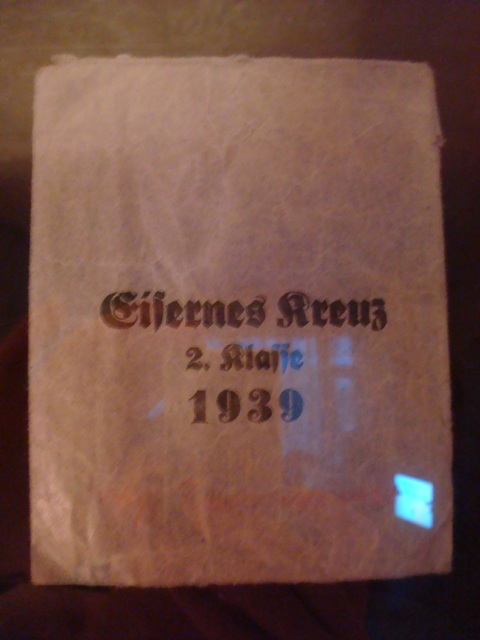 Eisernes Kreuz
2. Klasse
1939